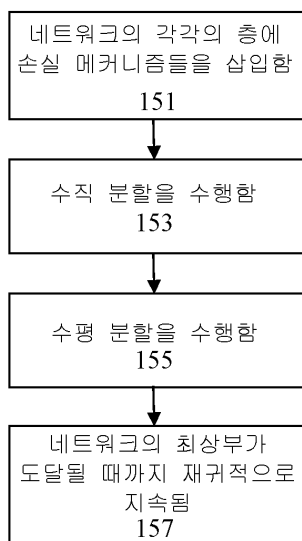 네트워크의 각각의 층에
손실 메커니즘들을 삽입함
151
수직 분할을 수행함
153
수평 분할을 수행함
155
네트워크의 최상부가
도달될 때까지 재귀적으로
지속됨
157